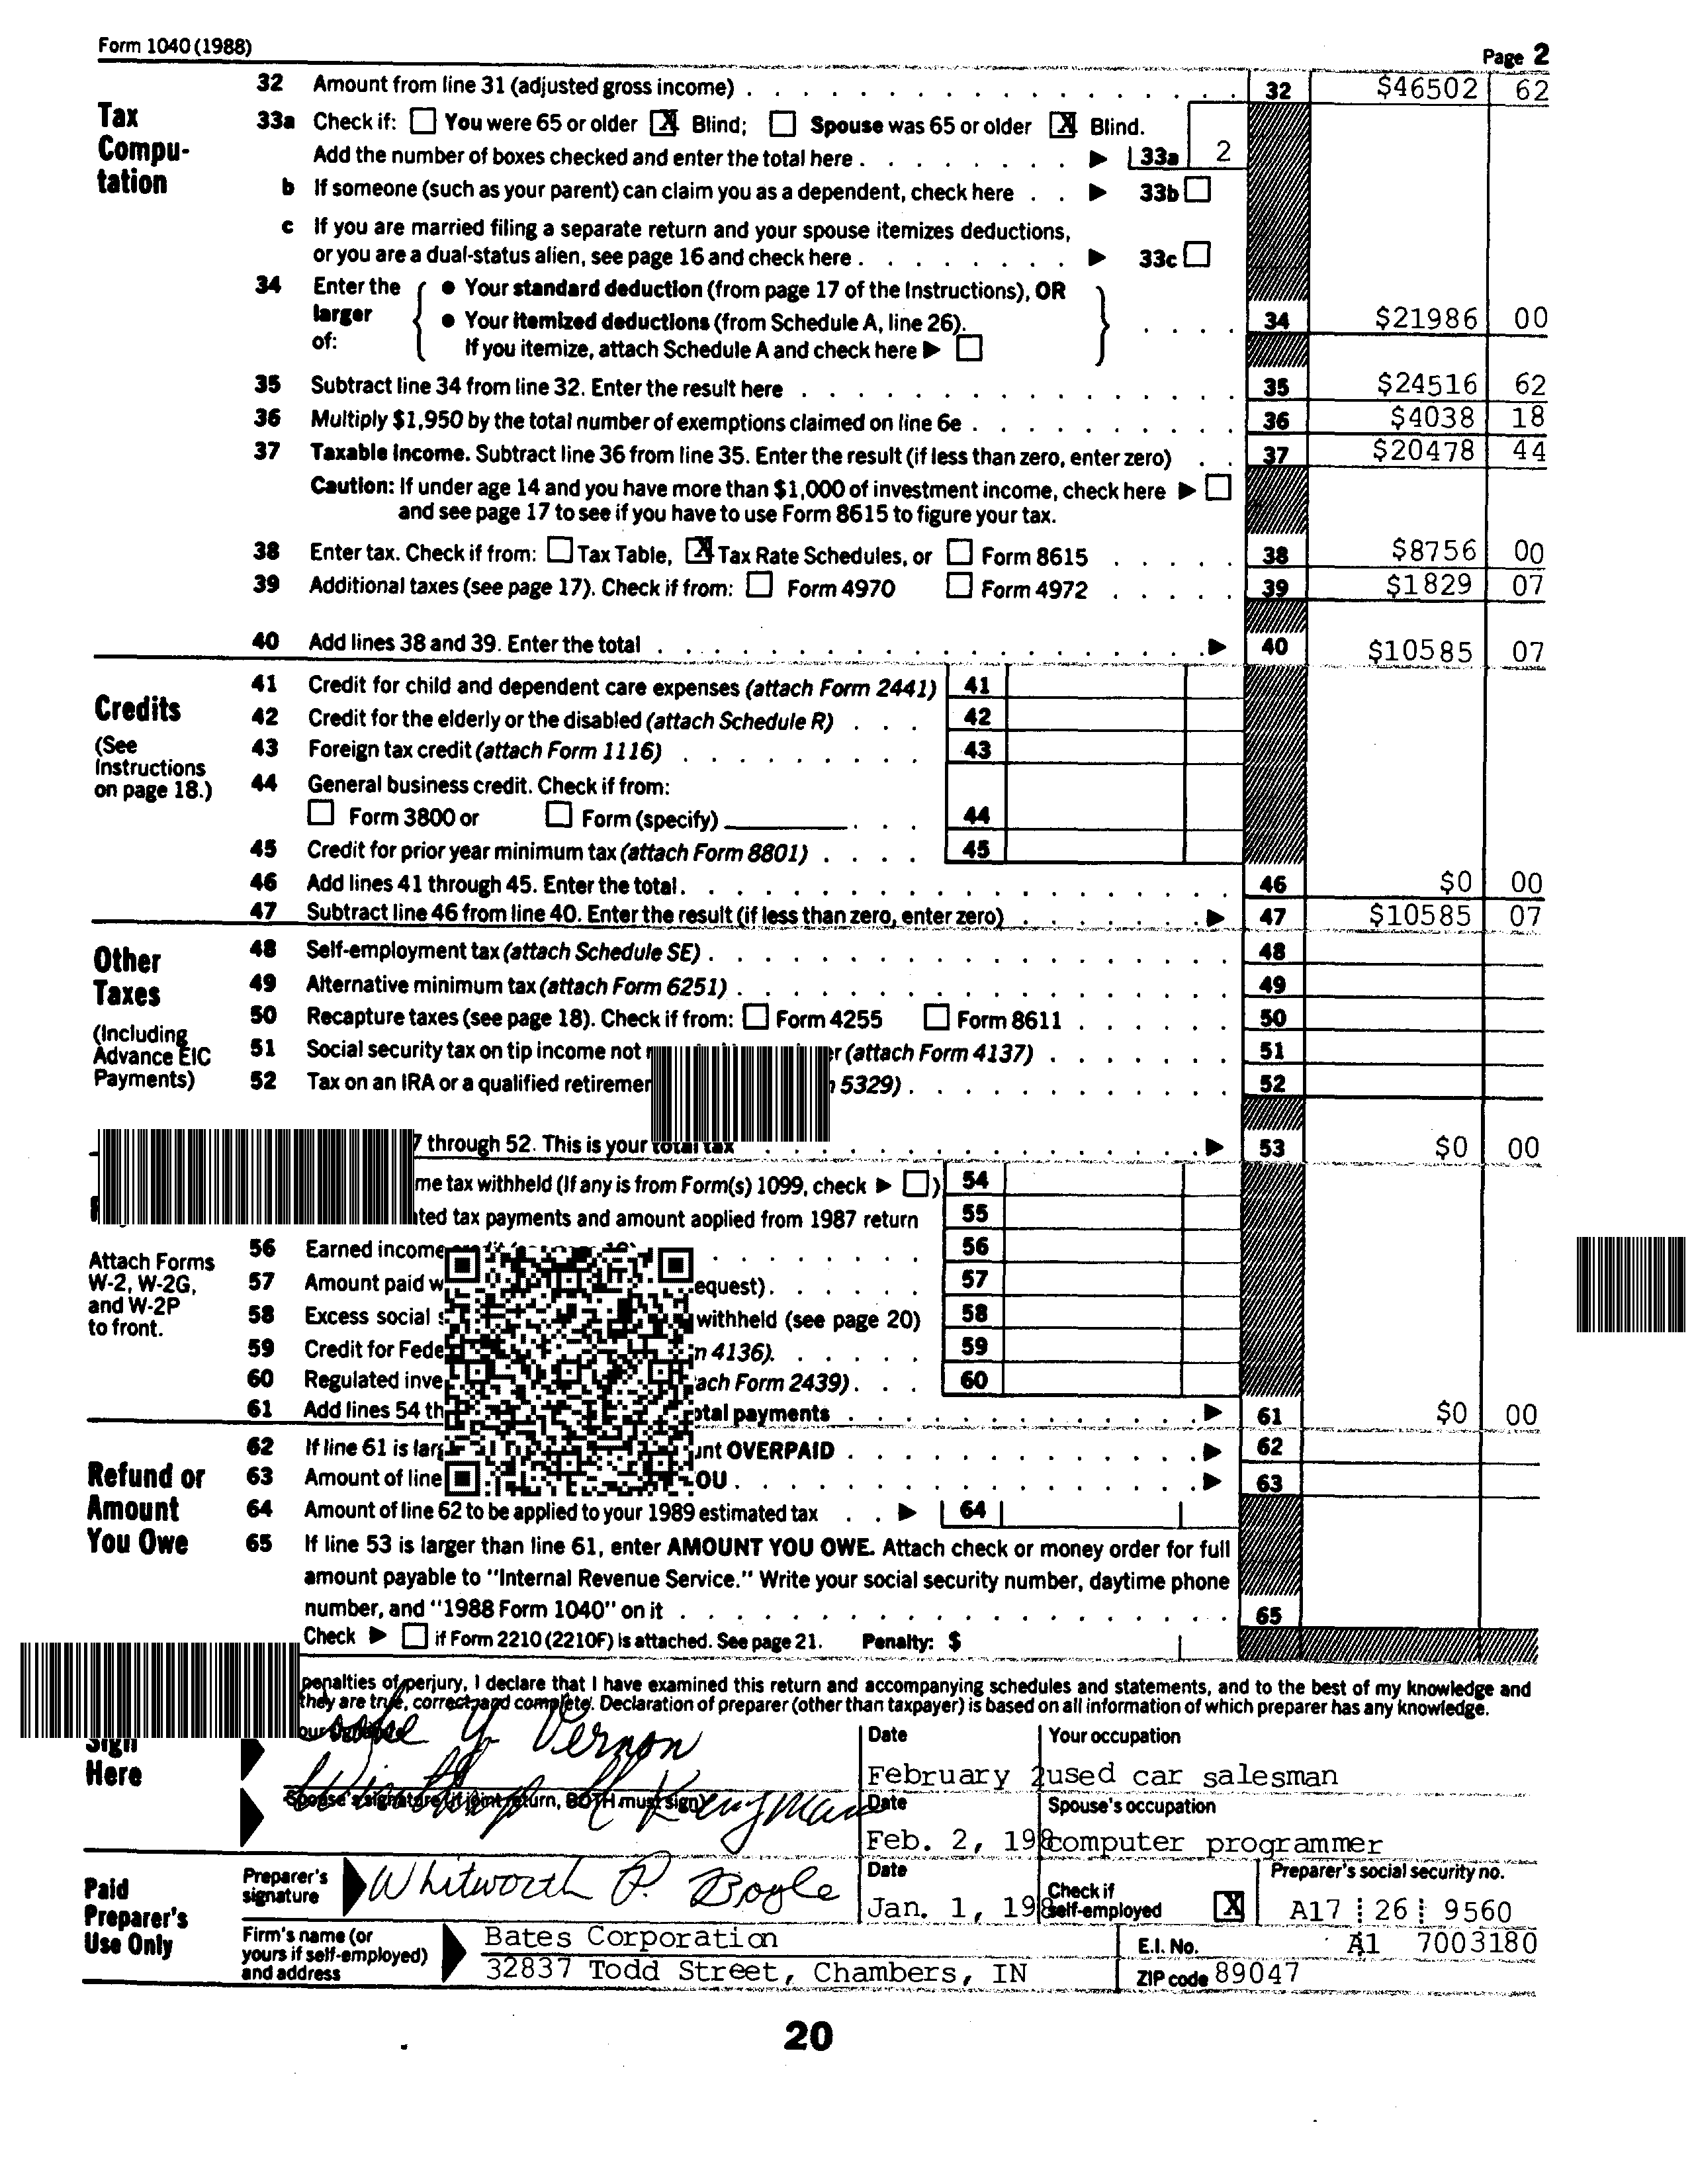 Form 1040 (1988)
Page 2
Tax Computation
32 Amount from line 31 (adjusted gross income) 32 $46502 62
33a Check if: You were 65 or older X Blind; Spouse was 65 or older X Blind.
Add the number of boxes checked and enter the total here 33a 2
b If someone (such as your parent) can claim you as a dependent, check here 33b
c If you are married filing a separate return and your spouse itemizes deductions,
or you are a dual-status alien, see page 16 and check here 33c
34 Enter the larger of: { • Your standard deduction (from page 17 of the Instructions), OR
• Your itemized deductions (from Schedule A, line 26). } 34 $21986 00
If you itemize, attach Schedule A and check here ▶
35 Subtract line 34 from line 32. Enter the result here 35 $24516 62
36 Multiply $1,950 by the total number of exemptions claimed on line 6e 36 $4038 18
37 Taxable income. Subtract line 36 from line 35. Enter the result (if less than zero, enter zero) 37 $20478 44
Caution: If under age 14 and you have more than $1,000 of investment income, check here ▶
and see page 17 to see if you have to use Form 8615 to figure your tax.
38 Enter tax. Check if from: Tax Table, X Tax Rate Schedules, or Form 8615 38 $8756 00
39 Additional taxes (see page 17). Check if from: Form 4970 Form 4972 39 $1829 07
40 Add lines 38 and 39. Enter the total ▶ 40 $10585 07
Credits
(See Instructions on page 18.)
41 Credit for child and dependent care expenses (attach Form 2441) 41
42 Credit for the elderly or the disabled (attach Schedule R) 42
43 Foreign tax credit (attach Form 1116) 43
44 General business credit. Check if from:
Form 3800 or Form (specify) 44
45 Credit for prior year minimum tax (attach Form 8801) 45
46 Add lines 41 through 45. Enter the total 46 $0 00
47 Subtract line 46 from line 40. Enter the result (if less than zero, enter zero) ▶ 47 $10585 07
Other Taxes
(Including Advance EIC Payments)
48 Self-employment tax (attach Schedule SE) 48
49 Alternative minimum tax (attach Form 6251) 49
50 Recapture taxes (see page 18). Check if from: Form 4255 Form 8611 50
51 Social security tax on tip income not (attach Form 4137) 51
52 Tax on an IRA or a qualified 5329) 52
through 52. This is your total tax ▶ 53 $0 00
tax withheld (If any is from Form(s) 1099, check ▶ ) 54
tax payments and amount applied from 1987 return 55
Attach Forms W-2, W-2G, and W-2P to front.
56 Earned income 56
57 Amount paid 57
58 Excess social withheld (see page 20) 58
59 Credit for 4136) 59
60 Regulated Form 2439) 60
61 Add lines 54 payments ▶ 61 $0 00
Refund or Amount You Owe
62 If line 61 is OVERPAID ▶ 62
63 Amount of line ▶ 63
64 Amount of line 62 to be applied to your 1989 estimated tax ▶ 64
65 If line 53 is larger than line 61, enter AMOUNT YOU OWE. Attach check or money order for full
amount payable to "Internal Revenue Service." Write your social security number, daytime phone
number, and "1988 Form 1040" on it 65
Check ▶ if Form 2210 (2210F) is attached. See page 21. Penalty: $
penalties of perjury, I declare that I have examined this return and accompanying schedules and statements, and to the best of my knowledge and
they are true, correct, and complete. Declaration of preparer (other than taxpayer) is based on all information of which preparer has any knowledge.
Sign Here
Y. Vernon
Date
February 2
Your occupation
used car salesman
Spouse's signature (if joint return, BOTH must sign)
Date
Feb. 2, 198
Spouse's occupation
computer programmer
Paid Preparer's Use Only
Preparer's signature
Whitworth P. Bogle
Date
Jan. 1, 198
Check if self-employed X
Preparer's social security no.
A17 26 9560
Firm's name (or yours if self-employed) and address
Bates Corporation
32837 Todd Street, Chambers, IN
E.I. No. A1 7003180
ZIP code 89047
20